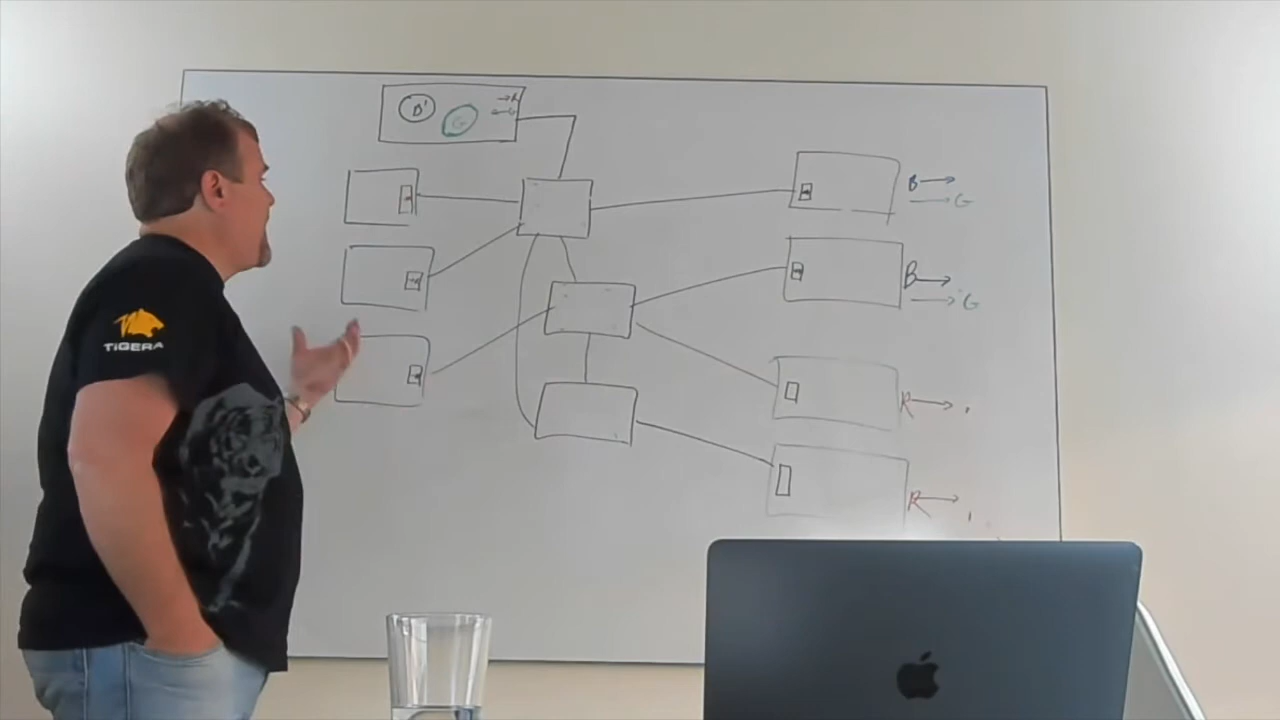 B' G → R
B →
→ G
B →
→ G
TIGERA
R →
R →